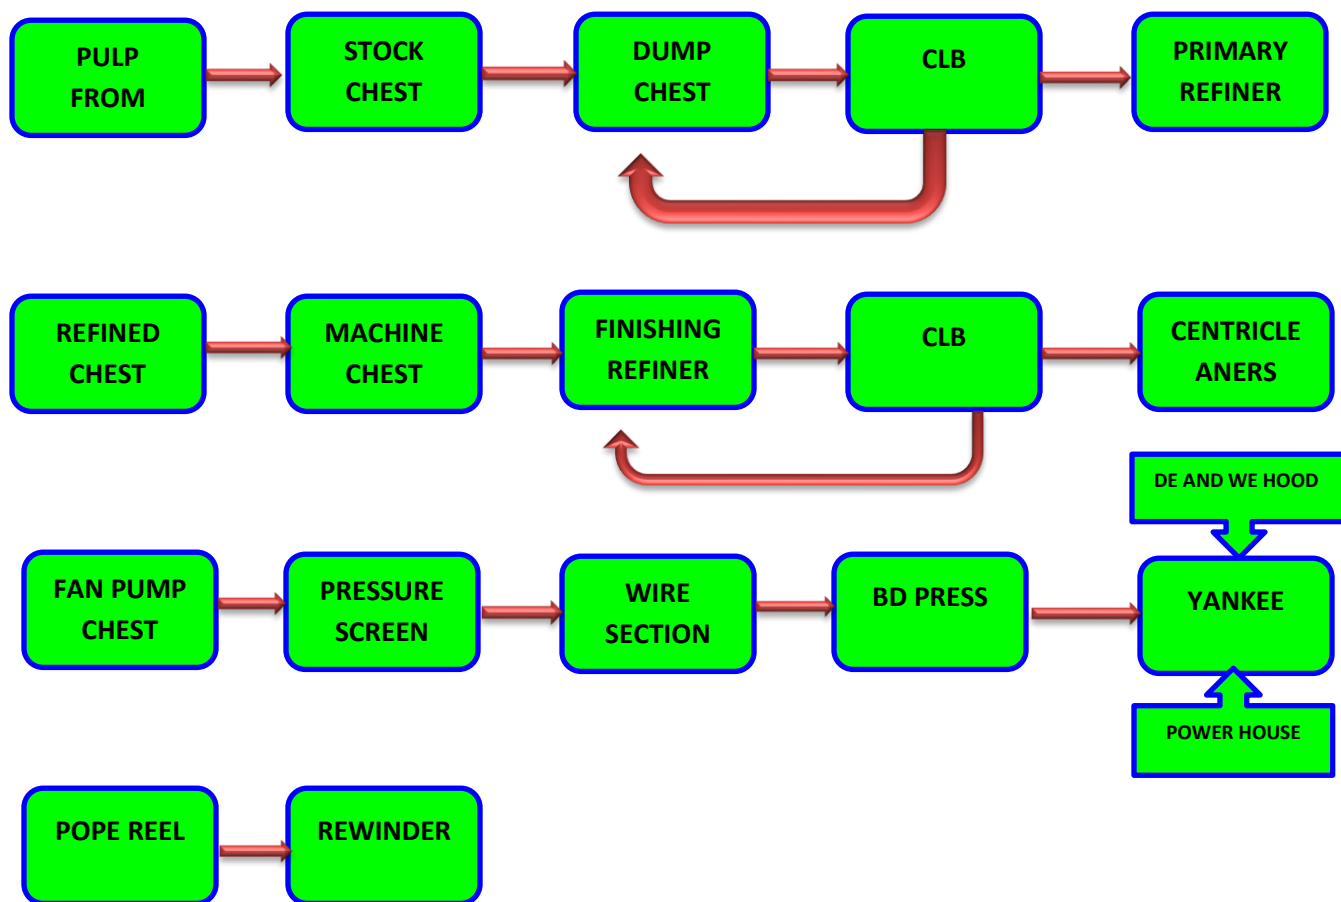 PULP
FROM
STOCK
CHEST
DUMP
CHEST
CLB
PRIMARY
REFINER
REFINED
CHEST
MACHINE
CHEST
FINISHING
REFINER
CLB
CENTRICLE
ANERS
DE AND WE HOOD
FAN PUMP
CHEST
PRESSURE
SCREEN
WIRE
SECTION
BD PRESS
YANKEE
POWER HOUSE
POPE REEL
REWINDER